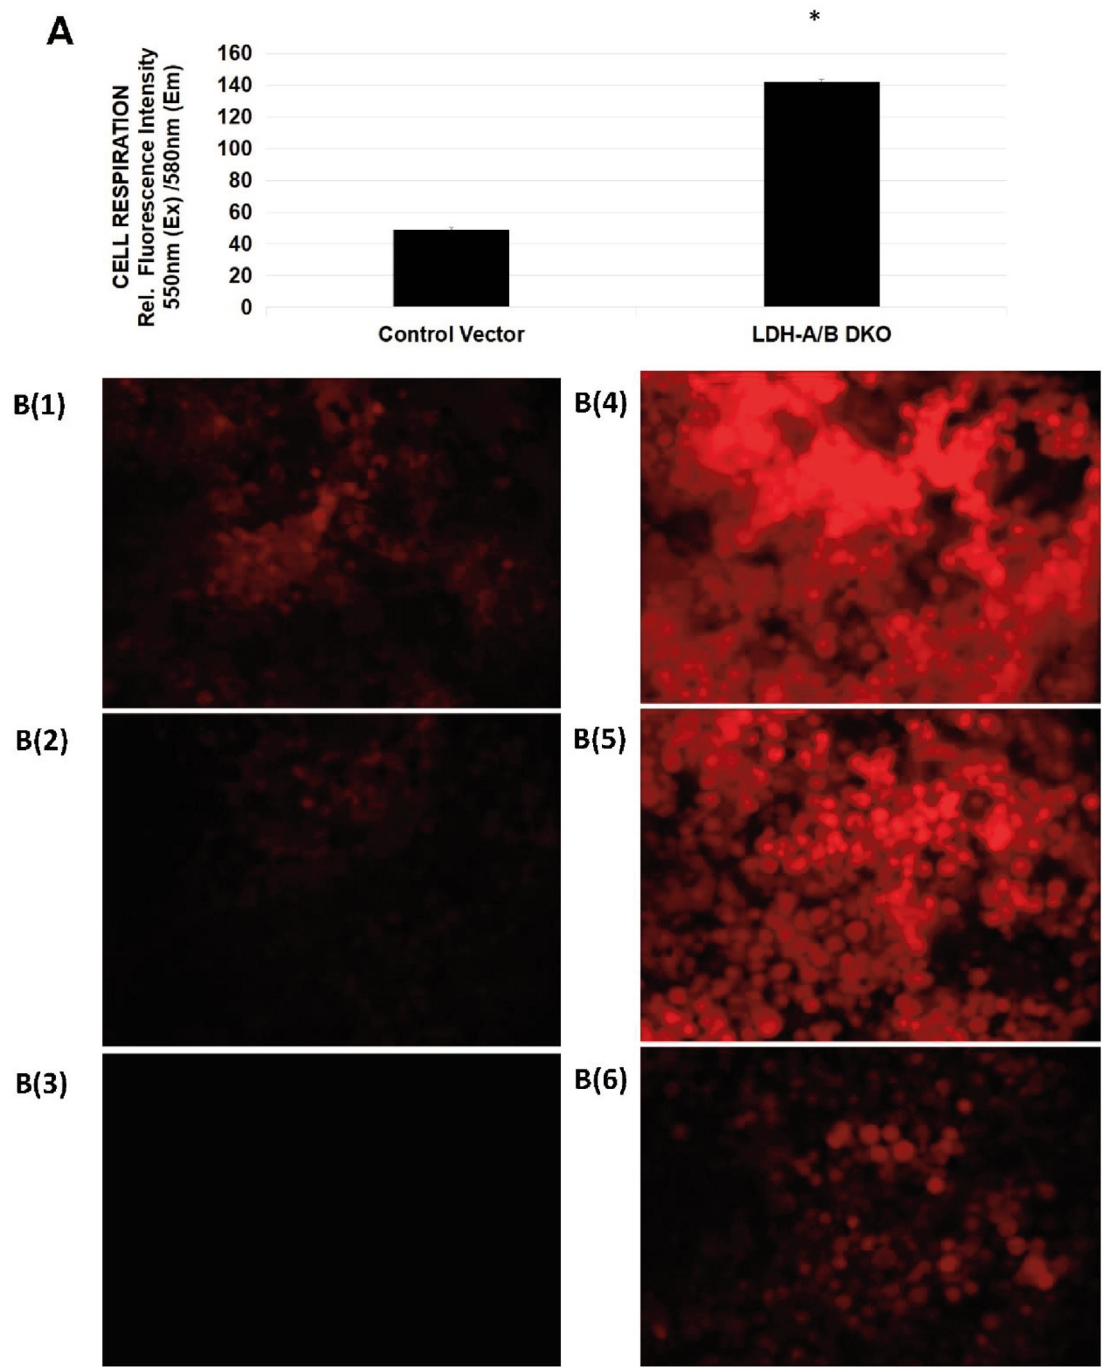 A
*
CELL RESPIRATION
Rel. Fluorescence Intensity
550nm (Ex) /580nm (Em)
160
140
120
100
80
60
40
20
0
Control Vector
LDH-A/B DKO
B(1)
B(4)
B(2)
B(5)
B(3)
B(6)